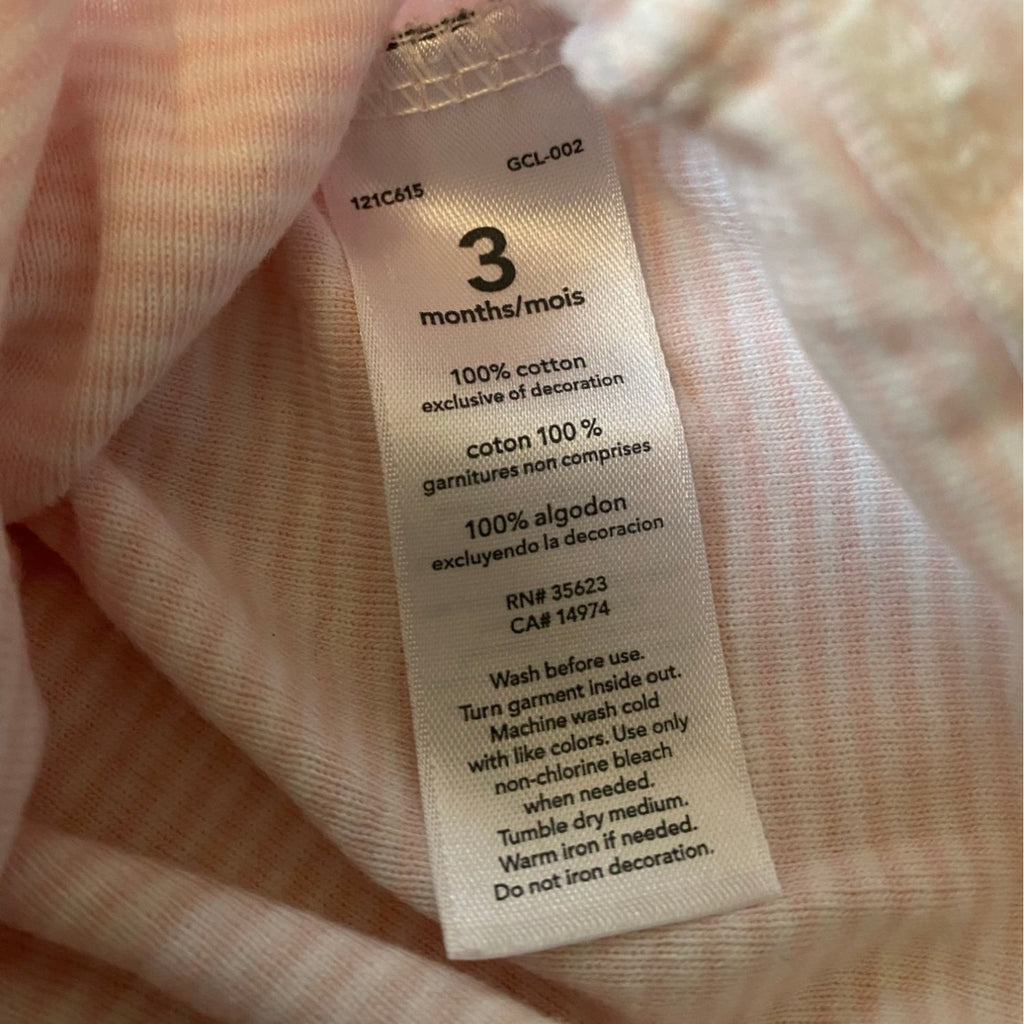 GCL-002
121C615
3
months/mois
100% cotton
exclusive of decoration
coton 100 %
garnitures non comprises
100% algodon
excluyendo la decoracion
RN# 35623
CA# 14974
Wash before use.
Turn garment inside out.
Machine wash cold
with like colors. Use only
non-chlorine bleach
when needed.
Tumble dry medium.
Warm iron if needed.
Do not iron decoration.